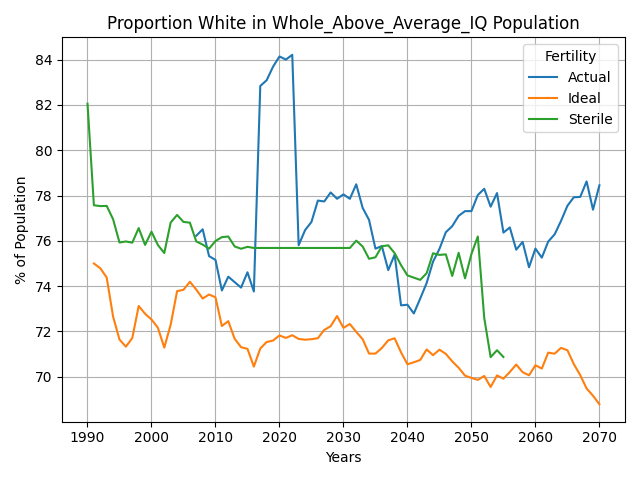 Proportion White in Whole_Above_Average_IQ Population
Fertility
Actual
Ideal
Sterile
% of Population
84
82
80
78
76
74
72
70
1990 2000 2010 2020 2030 2040 2050 2060 2070
Years